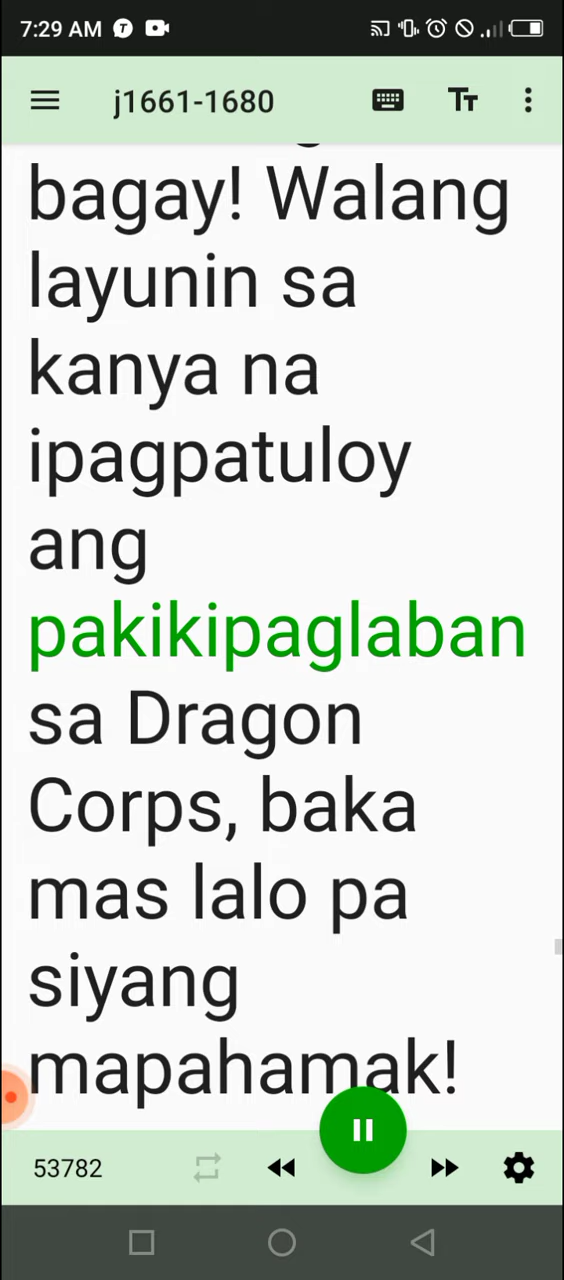 7:29 AM
j1661-1680
bagay! Walang
layunin sa
kanya na
ipagpatuloy
ang
pakikipaglaban
sa Dragon
Corps, baka
mas lalo pa
siyang
mapahamak!
53782